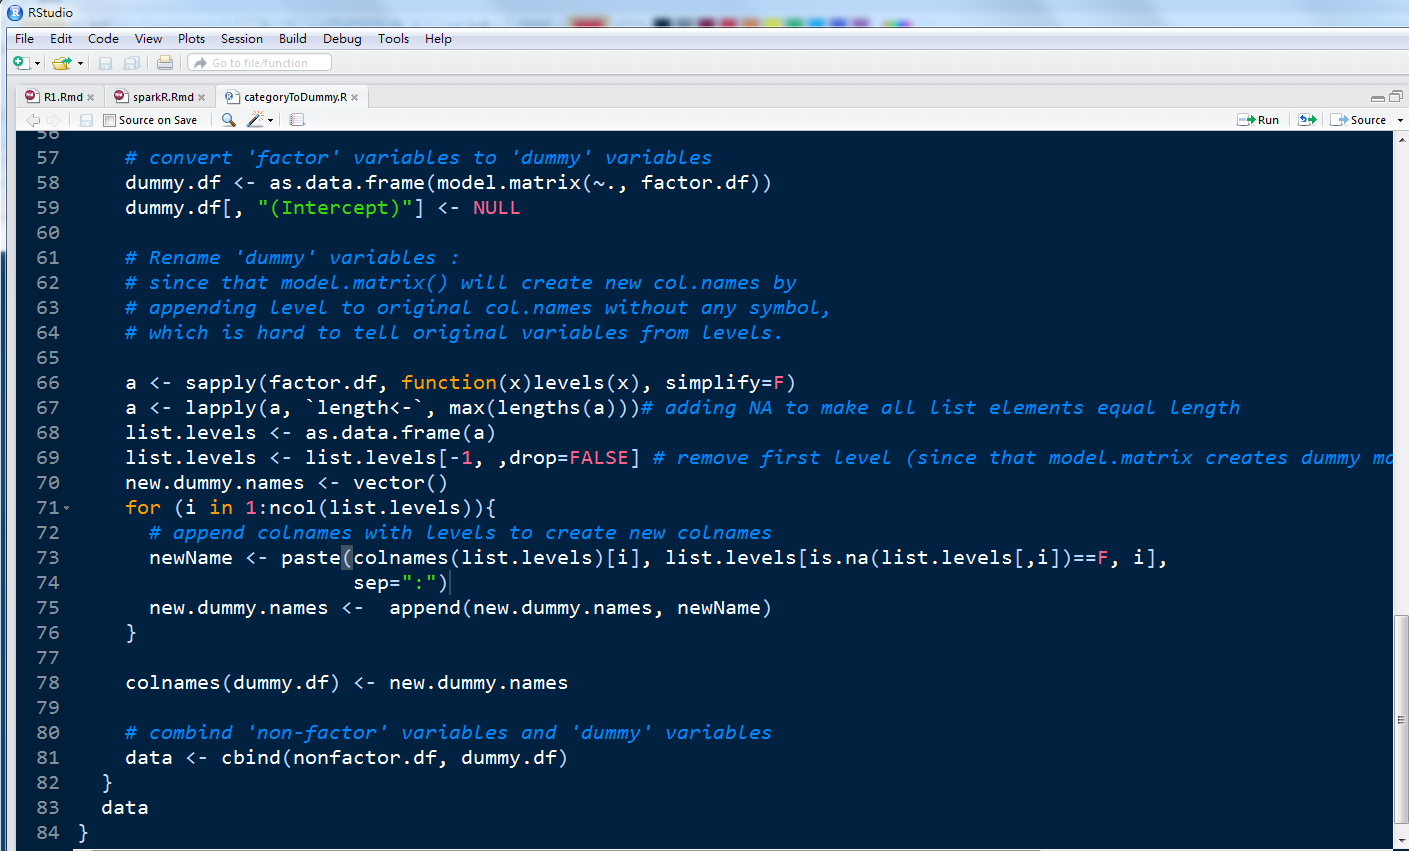 RStudio
File Edit Code View Plots Session Build Debug Tools Help
Go to file/function
R1.Rmd sparkR.Rmd categoryToDummy.R
Source on Save Run Source
56
57 # convert 'factor' variables to 'dummy' variables
58 dummy.df <- as.data.frame(model.matrix(~., factor.df))
59 dummy.df[, "(Intercept)"] <- NULL
60
61 # Rename 'dummy' variables :
62 # since that model.matrix() will create new col.names by
63 # appending level to original col.names without any symbol,
64 # which is hard to tell original variables from levels.
65
66 a <- sapply(factor.df, function(x)levels(x), simplify=F)
67 a <- lapply(a, `length<-`, max(lengths(a)))# adding NA to make all list elements equal length
68 list.levels <- as.data.frame(a)
69 list.levels <- list.levels[-1, ,drop=FALSE] # remove first level (since that model.matrix creates dummy ma
70 new.dummy.names <- vector()
71 for (i in 1:ncol(list.levels)){
72 # append colnames with levels to create new colnames
73 newName <- paste(colnames(list.levels)[i], list.levels[is.na(list.levels[,i])==F, i],
74 sep=":")
75 new.dummy.names <-  append(new.dummy.names, newName)
76 }
77
78 colnames(dummy.df) <- new.dummy.names
79
80 # combind 'non-factor' variables and 'dummy' variables
81 data <- cbind(nonfactor.df, dummy.df)
82 }
83 data
84 }